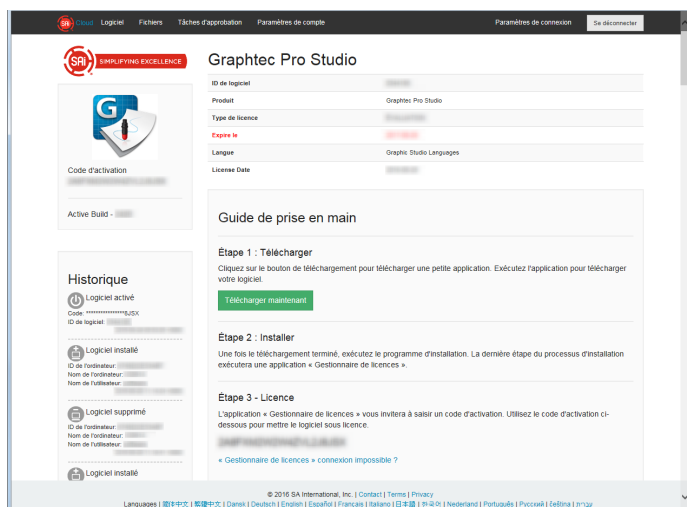 SAi Cloud Logiciel Fichiers Tâches d'approbation Paramètres de compte Paramètres de connexion Se déconnecter
SAi SIMPLIFYING EXCELLENCE
Graphtec Pro Studio
ID de logiciel
Produit Graphtec Pro Studio
Type de licence
Expire le
Langue Graphic Studio Languages
License Date
G
Code d'activation
Active Build -
Guide de prise en main
Étape 1 : Télécharger
Cliquez sur le bouton de téléchargement pour télécharger une petite application. Exécutez l'application pour télécharger
votre logiciel.
Télécharger maintenant
Étape 2 : Installer
Une fois le téléchargement terminé, exécutez le programme d'installation. La dernière étape du processus d'installation
exécutera une application « Gestionnaire de licences ».
Étape 3 - Licence
L'application « Gestionnaire de licences » vous invitera à saisir un code d'activation. Utilisez le code d'activation ci-
dessous pour mettre le logiciel sous licence.
« Gestionnaire de licences » connexion impossible ?
Historique
Logiciel activé
Code: ****************8JSX
ID de logiciel:
Logiciel installé
ID de l'ordinateur:
Nom de l'ordinateur:
Nom de l'utilisateur:
Logiciel supprimé
ID de l'ordinateur:
Nom de l'ordinateur:
Nom de l'utilisateur:
Logiciel installé
© 2016 SA International, Inc. | Contact | Terms | Privacy
Languages | 简体中文 | 繁體中文 | Dansk | Deutsch | English | Español | Français | Italiano | 日本語 | 한국어 | Nederland | Português | Русский | čeština | עברית